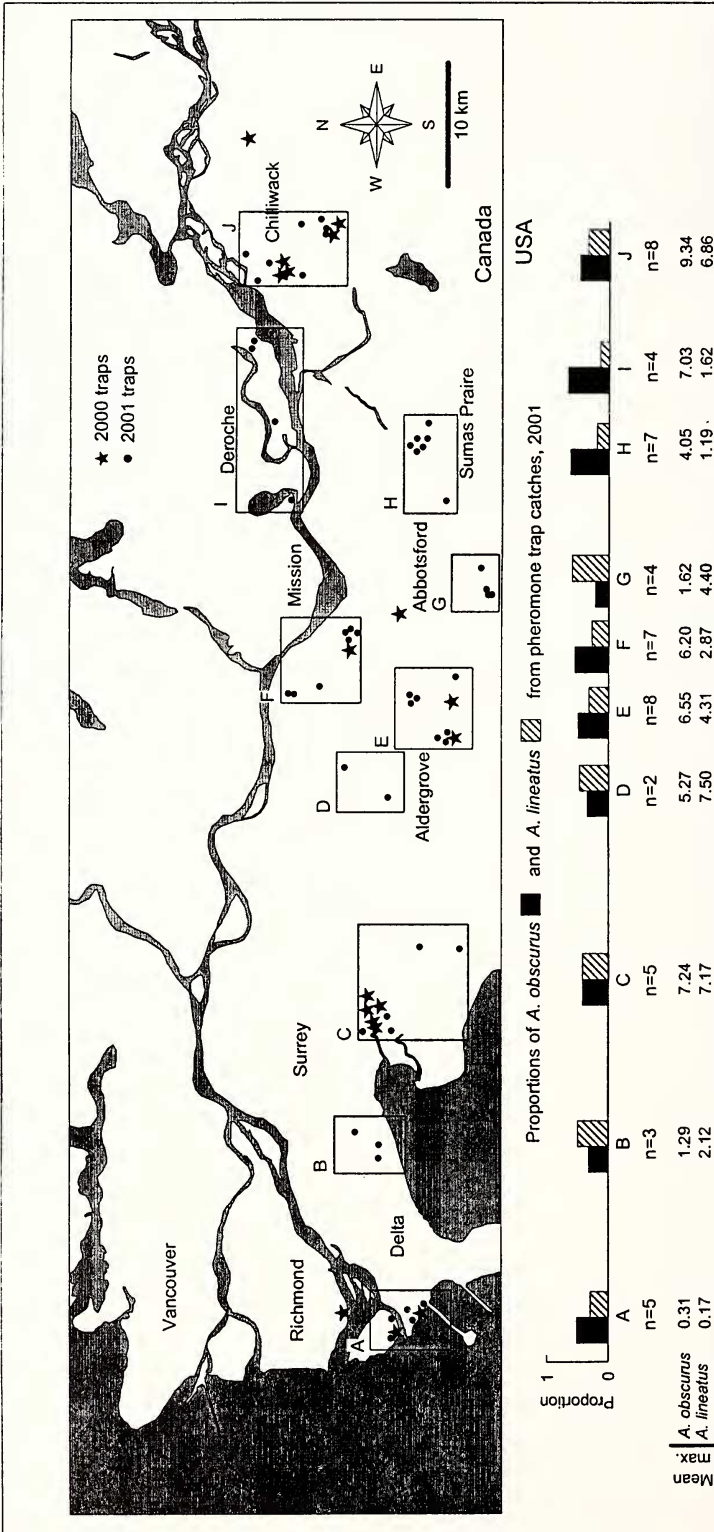 Vancouver
Richmond
Delta
Surrey
Aldergrove
Abbotsford
Mission
Deroche
Sumas Praire
Chilliwack
A
B
C
D
E
F
G
H
I
J
★ 2000 traps
• 2001 traps
N
W E
S
10 km
Canada
USA
Proportions of A. obscurus and A. lineatus from pheromone trap catches, 2001
Proportion
1
0
A B C D E F G H I J
n=5 n=3 n=5 n=2 n=8 n=7 n=4 n=7 n=4 n=8
Mean max.
A. obscurus 0.31 1.29 7.24 5.27 6.55 6.20 1.62 4.05 7.03 9.34
A. lineatus 0.17 2.12 7.17 7.50 4.31 2.87 4.40 1.19 1.62 6.86